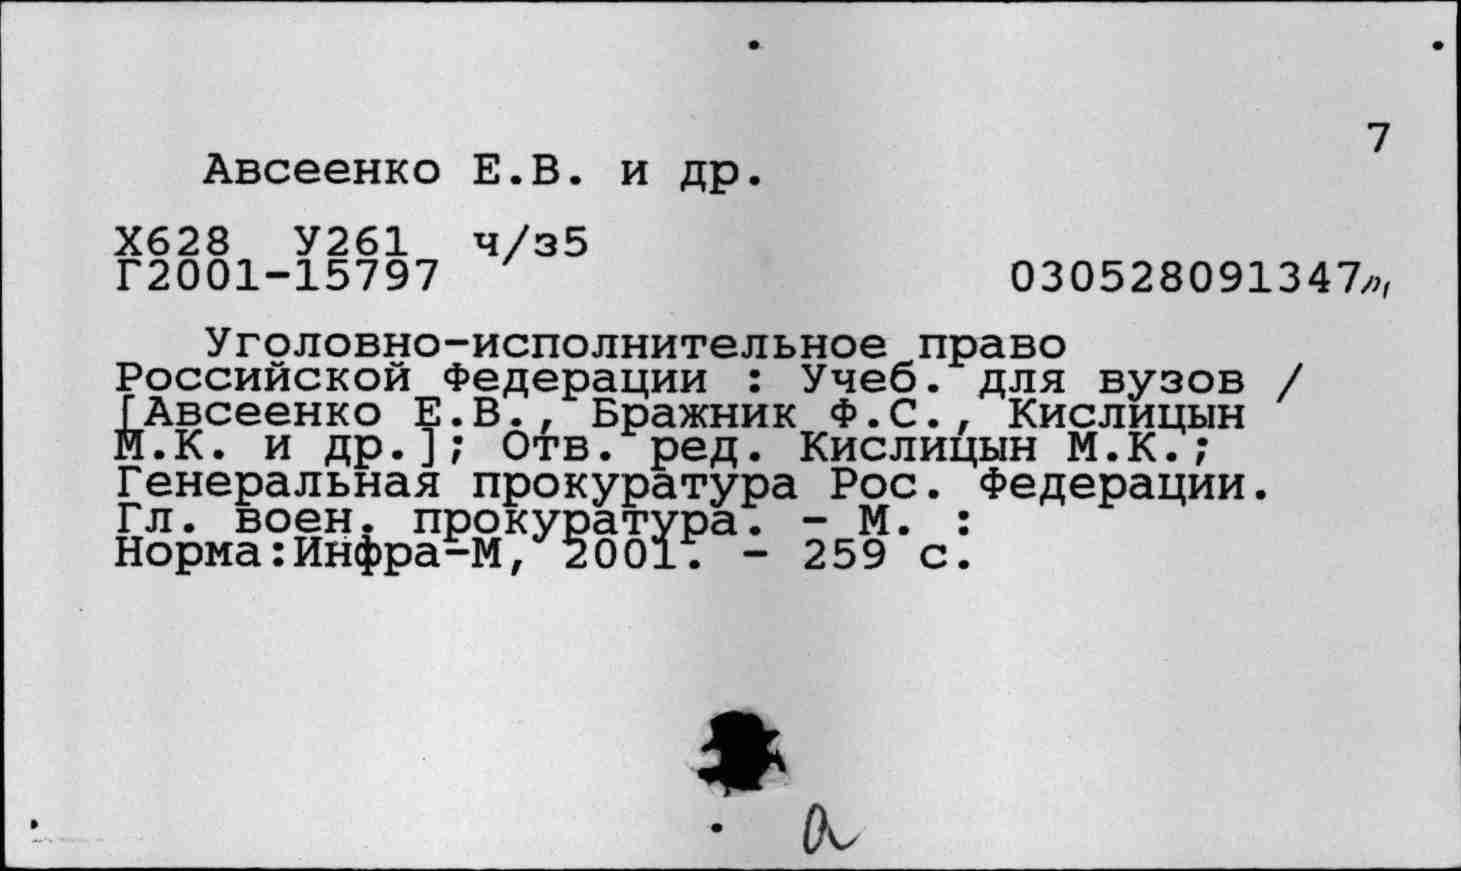 7
Авсеенко Е.В. и др.
Х628 У261 ч/з5
Г2001-15797 030528091347
Уголовно-исполнительное право
Российской Федерации : Учеб. для вузов /
[Авсеенко Е.В., Бражник Ф.С., Кислицын
М.К. и др.]; Отв. ред. Кислицын М.К.;
Генеральная прокуратура Рос. Федерации.
Гл. воен. прокуратура. - М. :
Норма:Инфра-М, 2001. - 259 с.